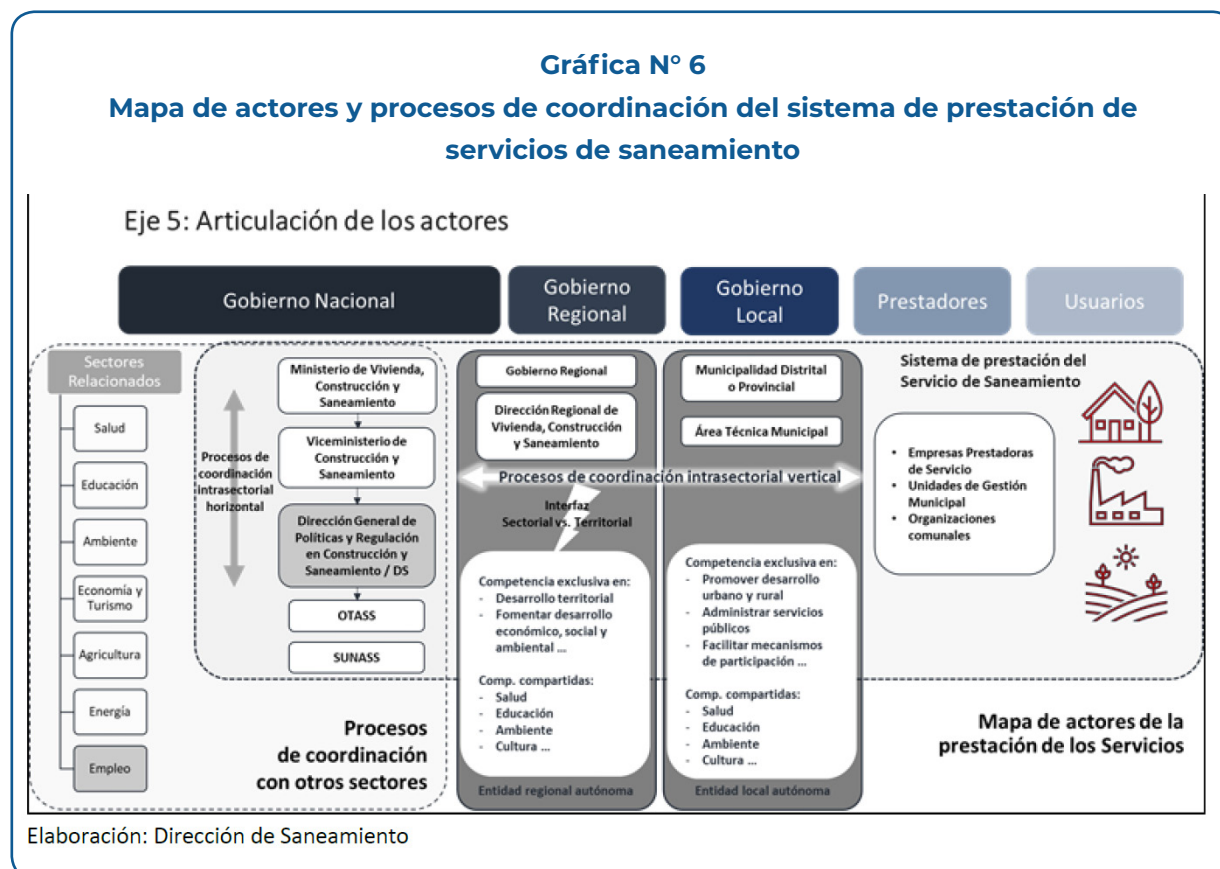 Gráfica N° 6
Mapa de actores y procesos de coordinación del sistema de prestación de
servicios de saneamiento
Eje 5: Articulación de los actores
Gobierno Nacional
Gobierno
Regional
Gobierno
Local
Prestadores
Usuarios
Sectores
Relacionados
Salud
Educación
Ambiente
Economía y
Turismo
Agricultura
Energía
Empleo
Procesos de
coordinación
intrasectorial
horizontal
Ministerio de Vivienda,
Construcción y
Saneamiento
Viceministerio de
Construcción y
Saneamiento
Dirección General de
Políticas y Regulación
en Construcción y
Saneamiento / DS
OTASS
SUNASS
Procesos
de coordinación
con otros sectores
Gobierno Regional
Dirección Regional de
Vivienda, Construcción
y Saneamiento
Procesos de coordinación intrasectorial vertical
Interfaz
Sectorial vs. Territorial
Competencia exclusiva en:
- Desarrollo territorial
- Fomentar desarrollo
económico, social y
ambiental ...
Comp. compartidas:
- Salud
- Educación
- Ambiente
- Cultura ...
Entidad regional autónoma
Municipalidad Distrital
o Provincial
Área Técnica Municipal
Competencia exclusiva en:
- Promover desarrollo
urbano y rural
- Administrar servicios
públicos
- Facilitar mecanismos
de participación ...
Comp. compartidas:
- Salud
- Educación
- Ambiente
- Cultura ...
Entidad local autónoma
Sistema de prestación del
Servicio de Saneamiento
• Empresas Prestadoras
de Servicio
• Unidades de Gestión
Municipal
• Organizaciones
comunales
Mapa de actores de la
prestación de los Servicios
Elaboración: Dirección de Saneamiento